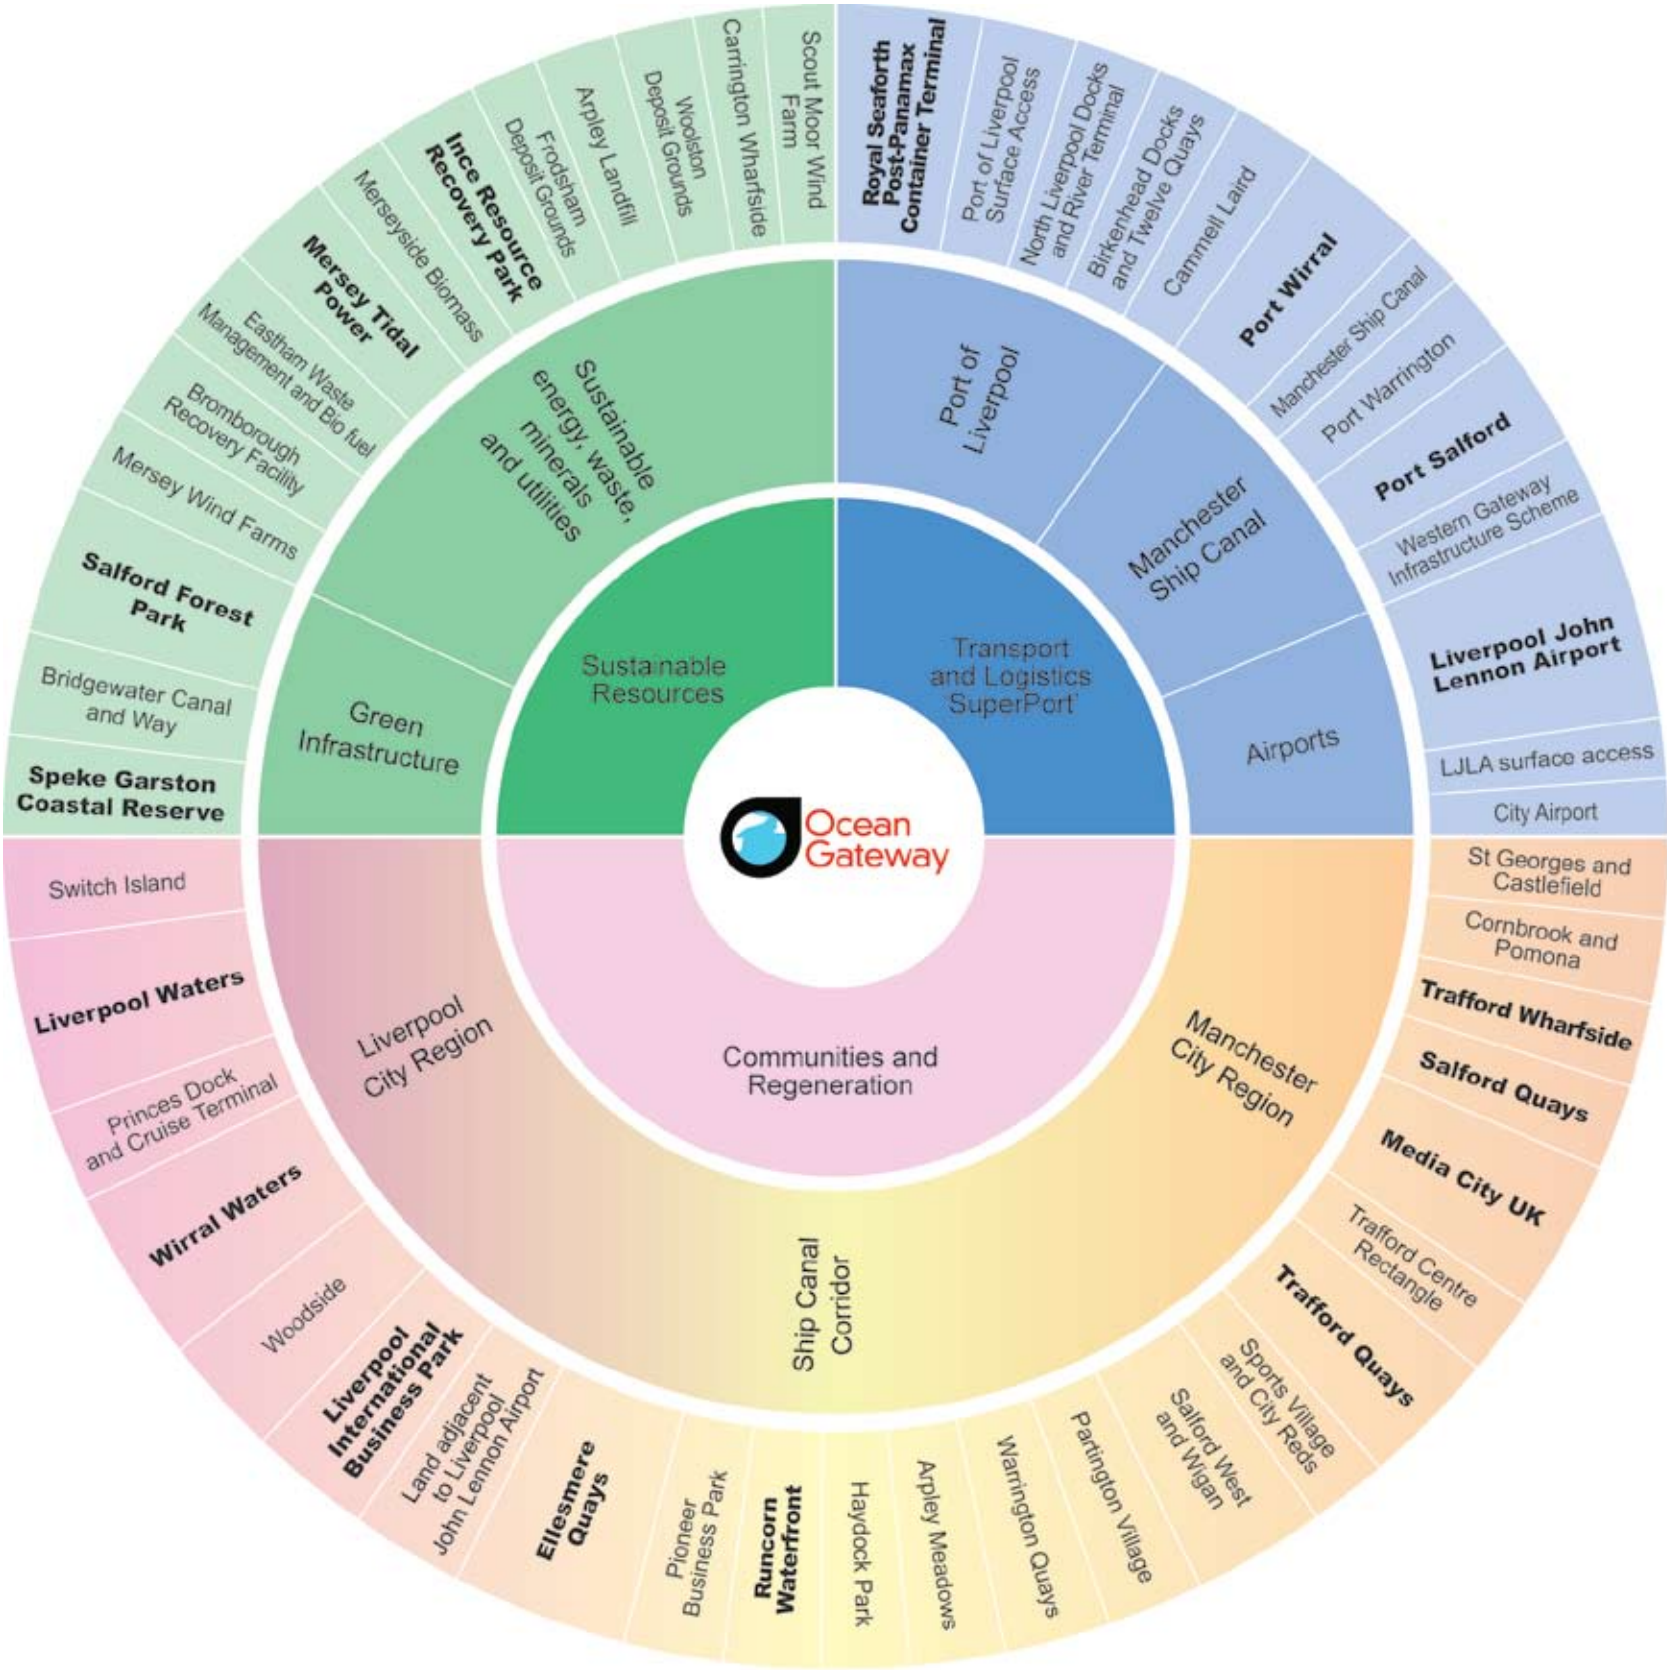 Ocean
Gateway
Transport
and Logistics
SuperPort'
Communities and
Regeneration
Sustainable
Resources
Port of
Liverpool
Manchester
Ship Canal
Airports
Manchester
City Region
Ship Canal
Corridor
Liverpool
City Region
Green
Infrastructure
Sustainable
energy, waste,
minerals
and utilities
Royal Seaforth
Post-Panamax
Container Terminal
Port of Liverpool
Surface Access
North Liverpool Docks
and River Terminal
Birkenhead Docks
and Twelve Quays
Cammell Laird
Port Wirral
Manchester Ship Canal
Port Warrington
Port Salford
Western Gateway
Infrastructure Scheme
Liverpool John
Lennon Airport
LJLA surface access
City Airport
St Georges and
Castlefield
Cornbrook and
Pomona
Trafford Wharfside
Salford Quays
Media City UK
Trafford Centre
Rectangle
Trafford Quays
Sports Village
and City Reds
Salford West
and Wigan
Partington Village
Warrington Quays
Arpley Meadows
Haydock Park
Runcorn
Waterfront
Pioneer
Business Park
Ellesmere
Quays
Land adjacent
to Liverpool
John Lennon Airport
Liverpool
International
Business Park
Woodside
Wirral Waters
Princes Dock
and Cruise Terminal
Liverpool Waters
Switch Island
Speke Garston
Coastal Reserve
Bridgewater Canal
and Way
Salford Forest
Park
Mersey Wind Farms
Bromborough
Recovery Facility
Eastham Waste
Management and Bio fuel
Mersey Tidal
Power
Merseyside Biomass
Ince Resource
Recovery Park
Frodsham
Deposit Grounds
Arpley Landfill
Woolston
Deposit Grounds
Carrington Wharfside
Scout Moor Wind
Farm